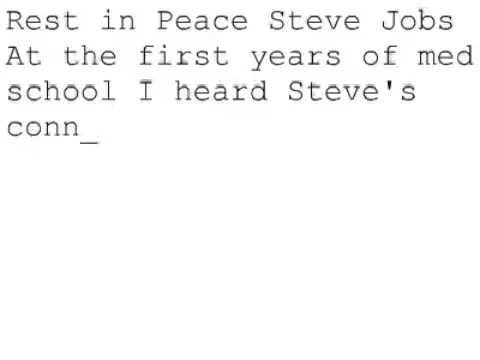 Rest in Peace Steve Jobs
At the first years of med
school I heard Steve's
conn_